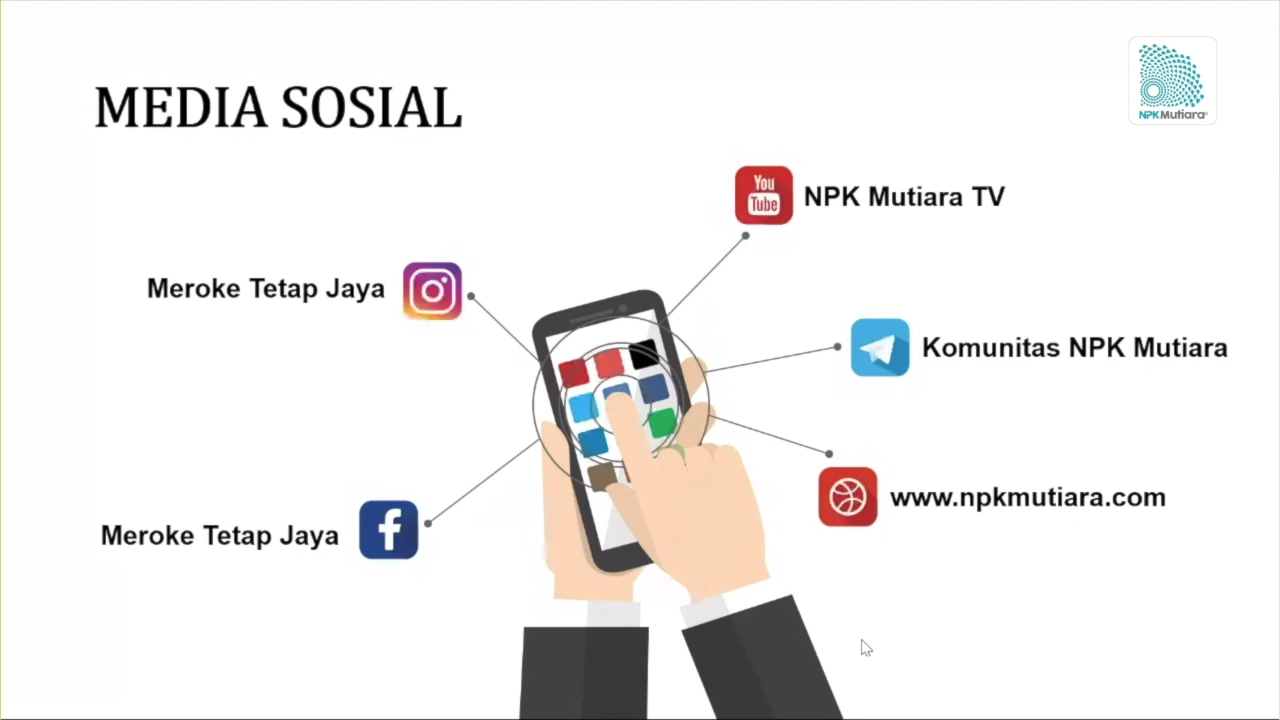 MEDIA SOSIAL
NPK Mutiara
You
Tube
NPK Mutiara TV
Meroke Tetap Jaya
Komunitas NPK Mutiara
www.npkmutiara.com
Meroke Tetap Jaya